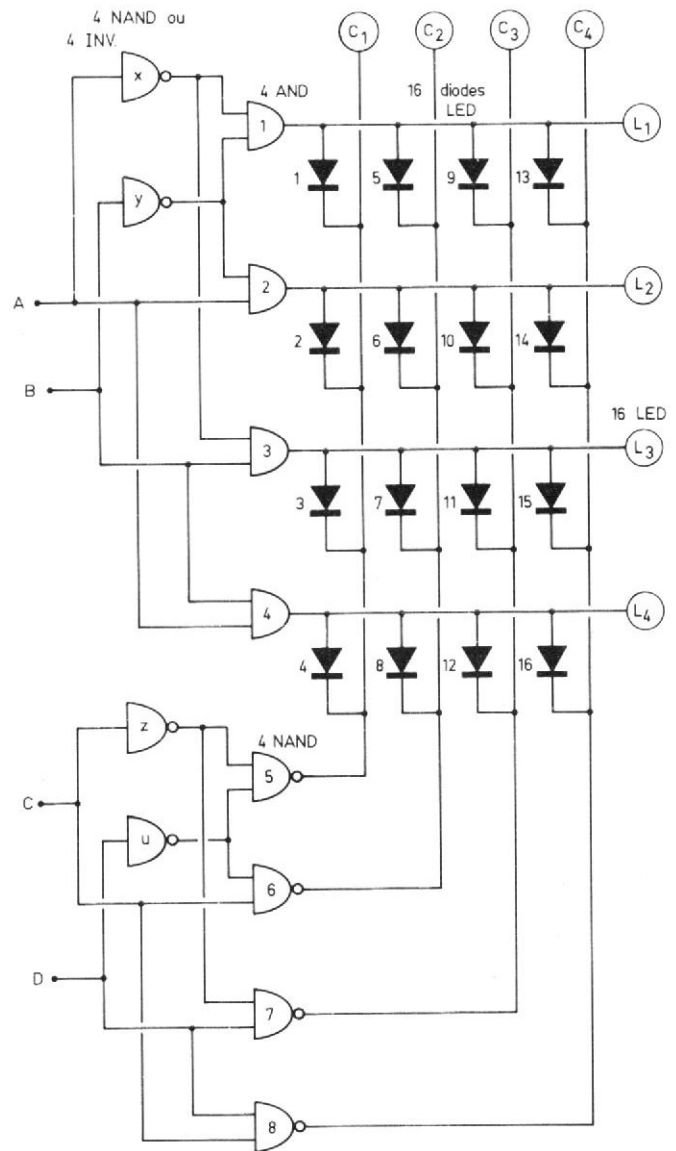 4 NAND ou
4 INV.
C1 C2 C3 C4
x
4 AND
16 diodes
LED
1
L1
1 5 9 13
y
2
L2
A
2 6 10 14
B
16 LED
3
L3
3 7 11 15
4
L4
4 8 12 16
z
4 NAND
5
C
u
6
D
7
8